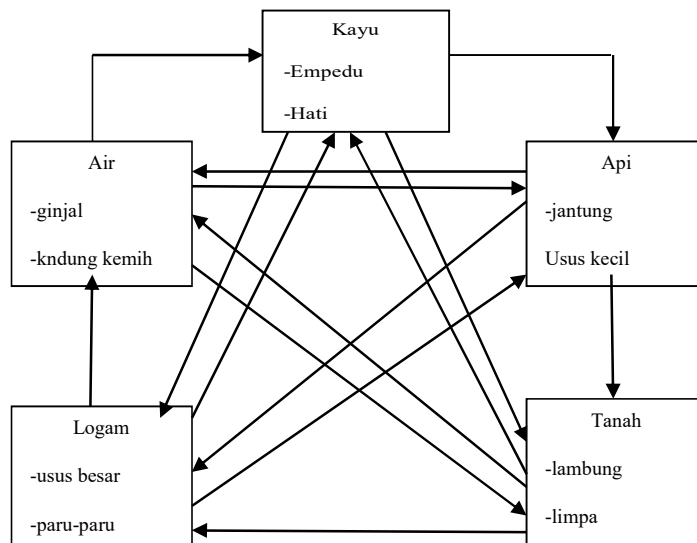 Kayu
-Empedu
-Hati
Air
-ginjal
-kndung kemih
Api
-jantung
Usus kecil
Logam
-usus besar
-paru-paru
Tanah
-lambung
-limpa